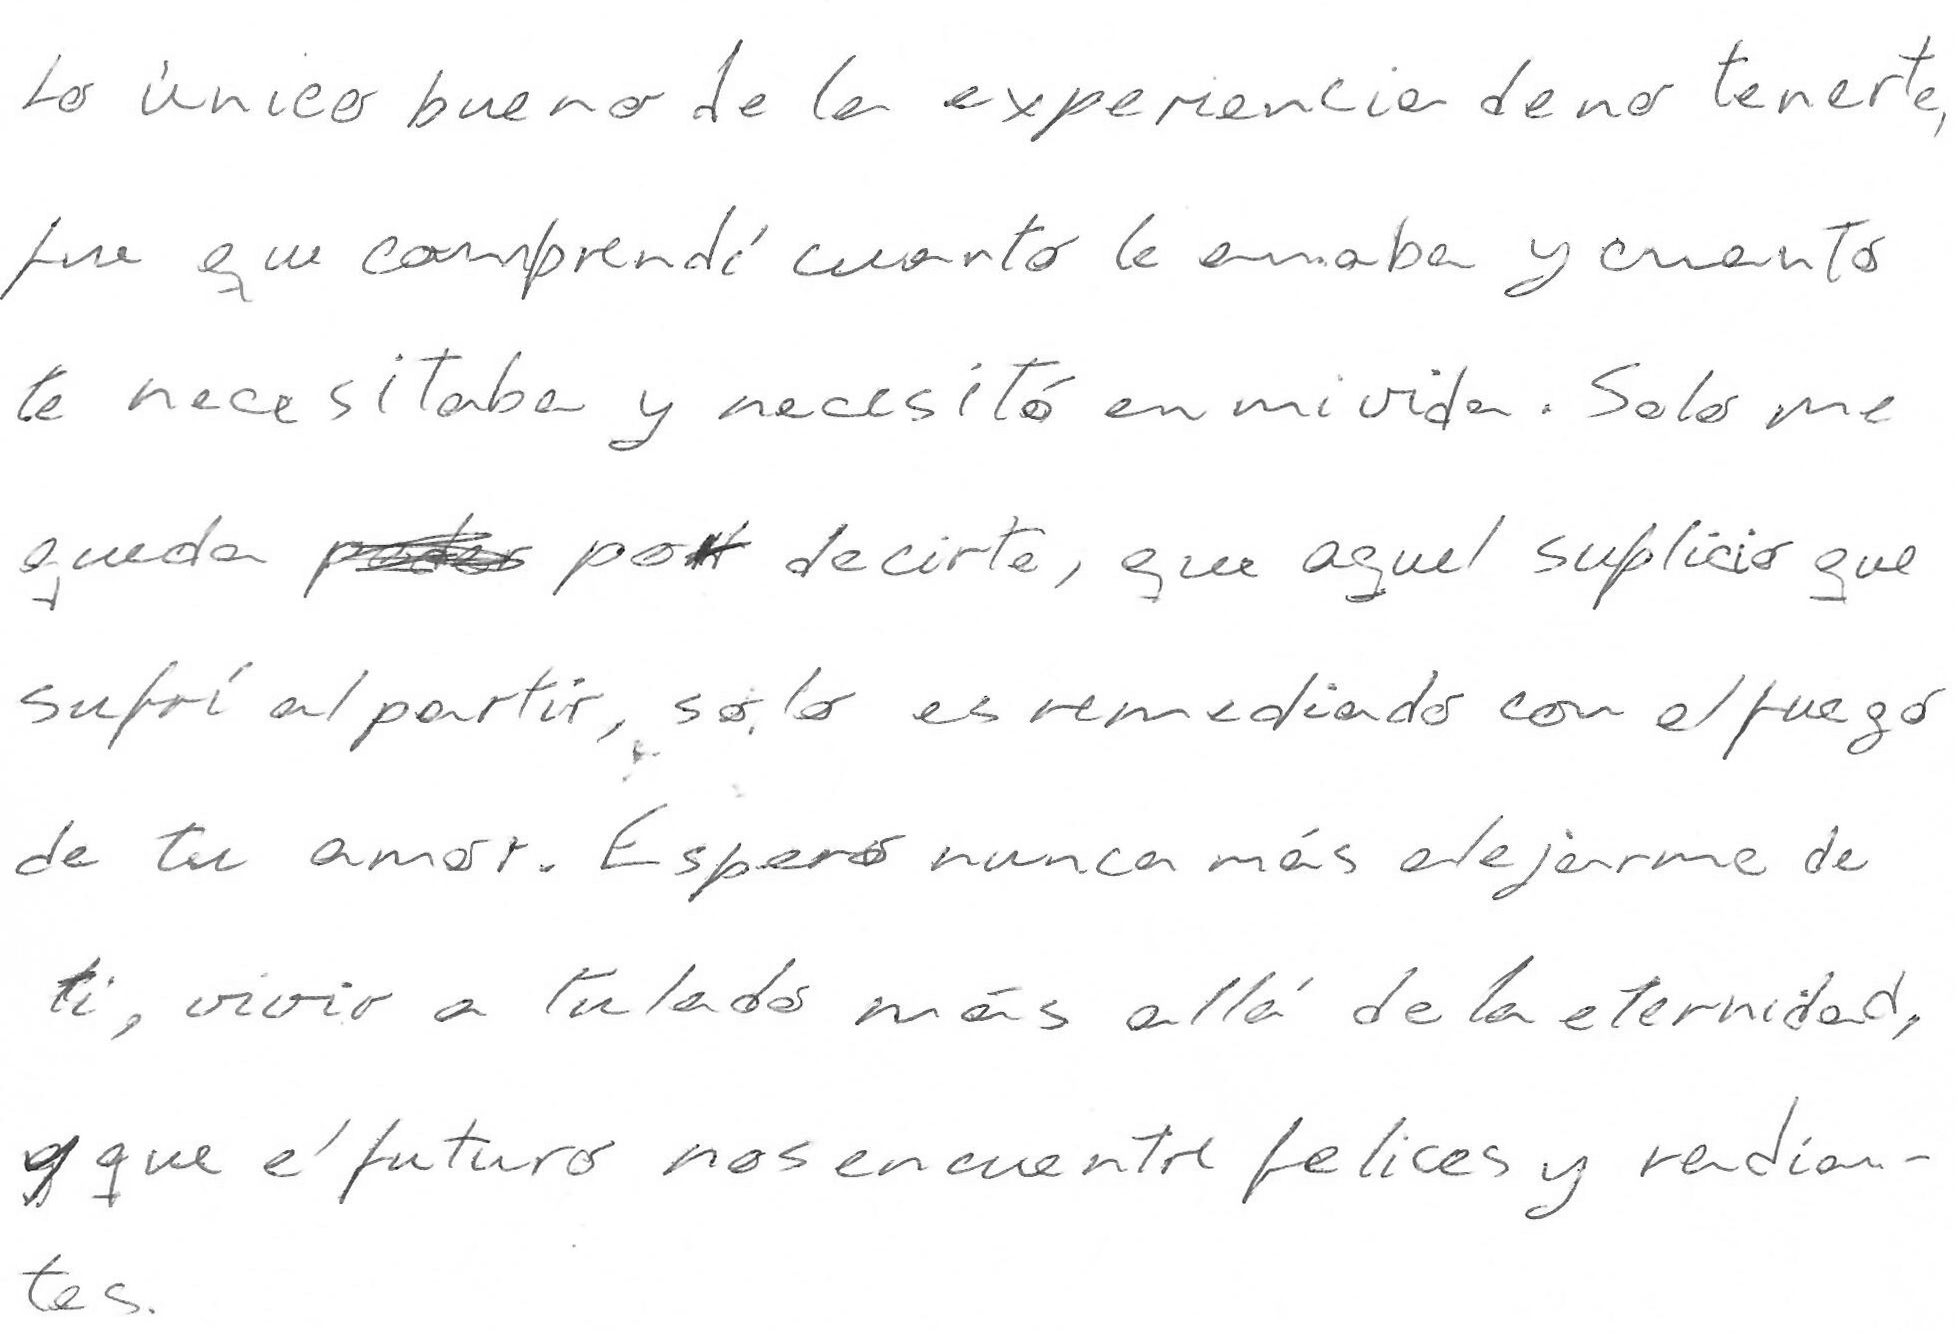 Lo único bueno de la experiencia de no tenerte,
fue que comprendí cuanto te amaba y cuanto
te necesitaba y necesitó en mi vida. Solo me
queda por decirte, que aquel suplicio que
sufrí al partir, solo es remediado con el fuego
de tu amor. Espero nunca más alejarme de
ti, vivir a tu lado más allá de la eternidad,
y que el futuro nos encuentre felices y radian-
tes.